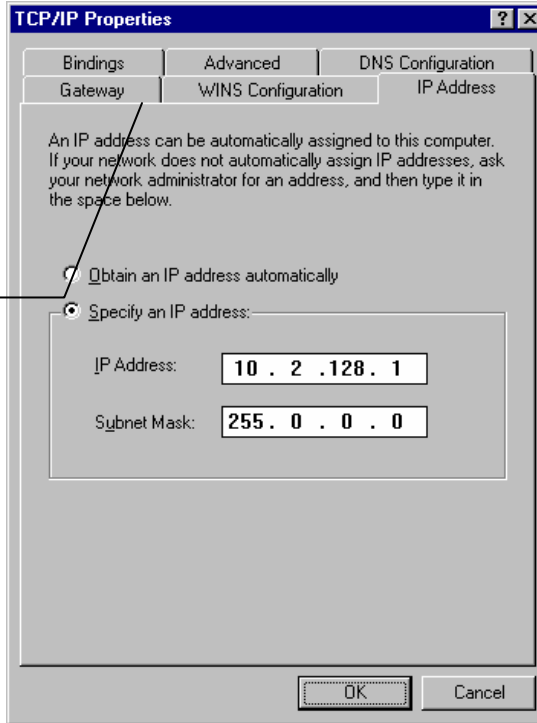 TCP/IP Properties
Bindings Advanced DNS Configuration
Gateway WINS Configuration IP Address
An IP address can be automatically assigned to this computer.
If your network does not automatically assign IP addresses, ask
your network administrator for an address, and then type it in
the space below.
Obtain an IP address automatically
Specify an IP address:
IP Address: 10 . 2 .128. 1
Subnet Mask: 255. 0 . 0 . 0
OK Cancel